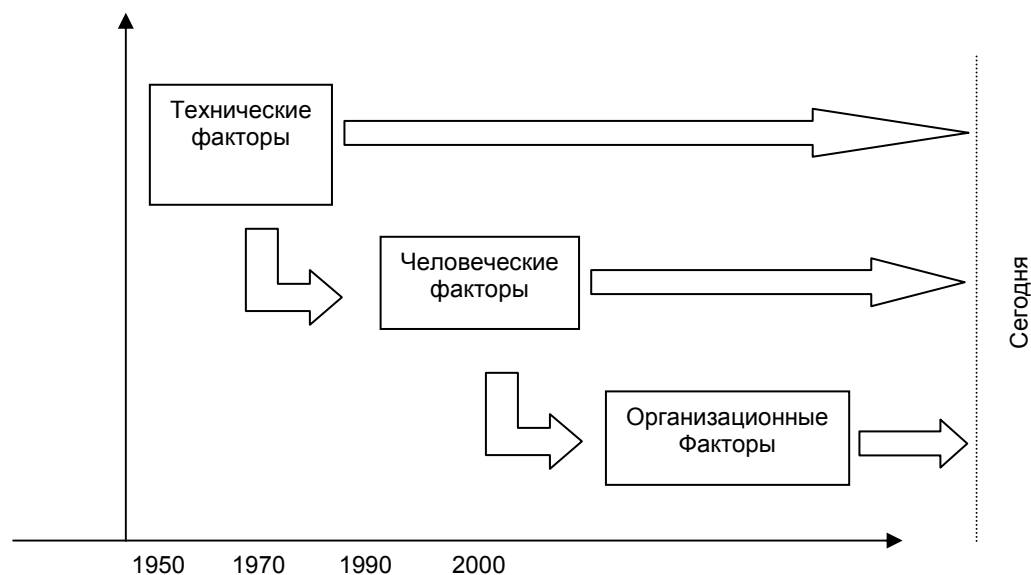 Технические
факторы
Человеческие
факторы
Сегодня
Организационные
Факторы
1950 1970 1990 2000